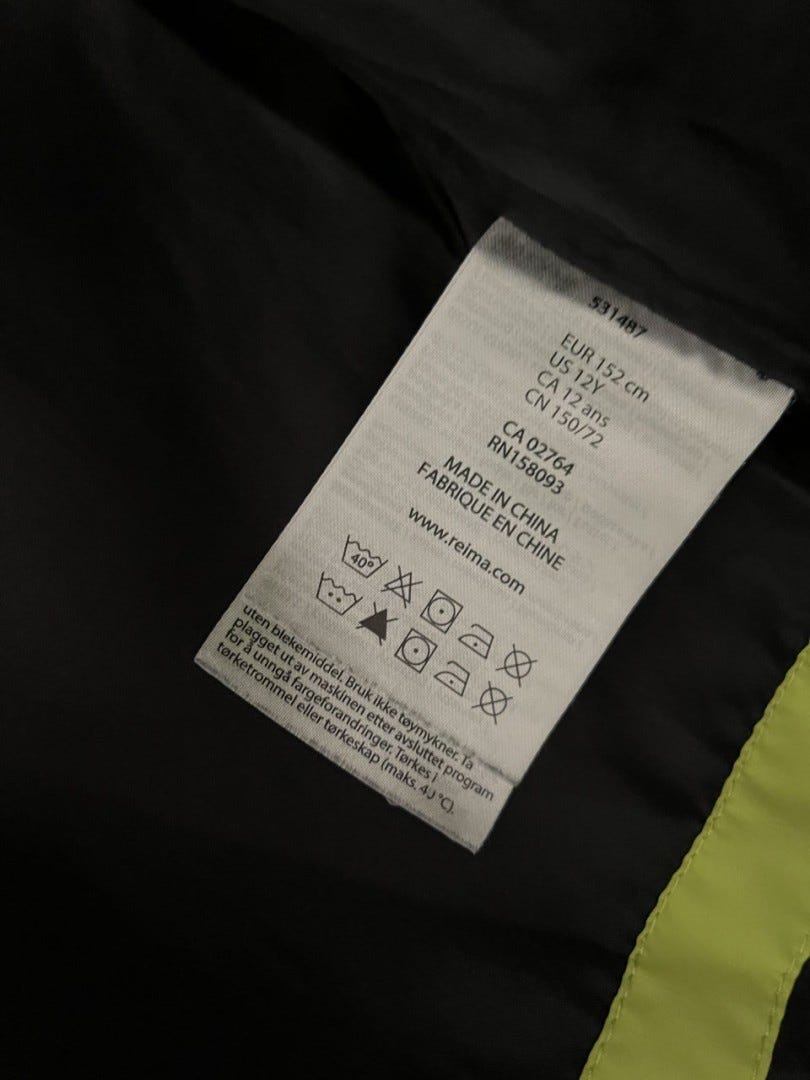 531487
EUR 152 cm
US 12Y
CA 12 ans
CN 150/72
CA 02764
RN158093
MADE IN CHINA
FABRIQUE EN CHINE
www.reima.com
40°
uten blekemiddel. Bruk ikke tøymykner. Ta
plagget ut av maskinen etter avsluttet program
for å unngå fargeforandringer. Tørkes i
tørketrommel eller tørkeskap (maks. 40 °C).